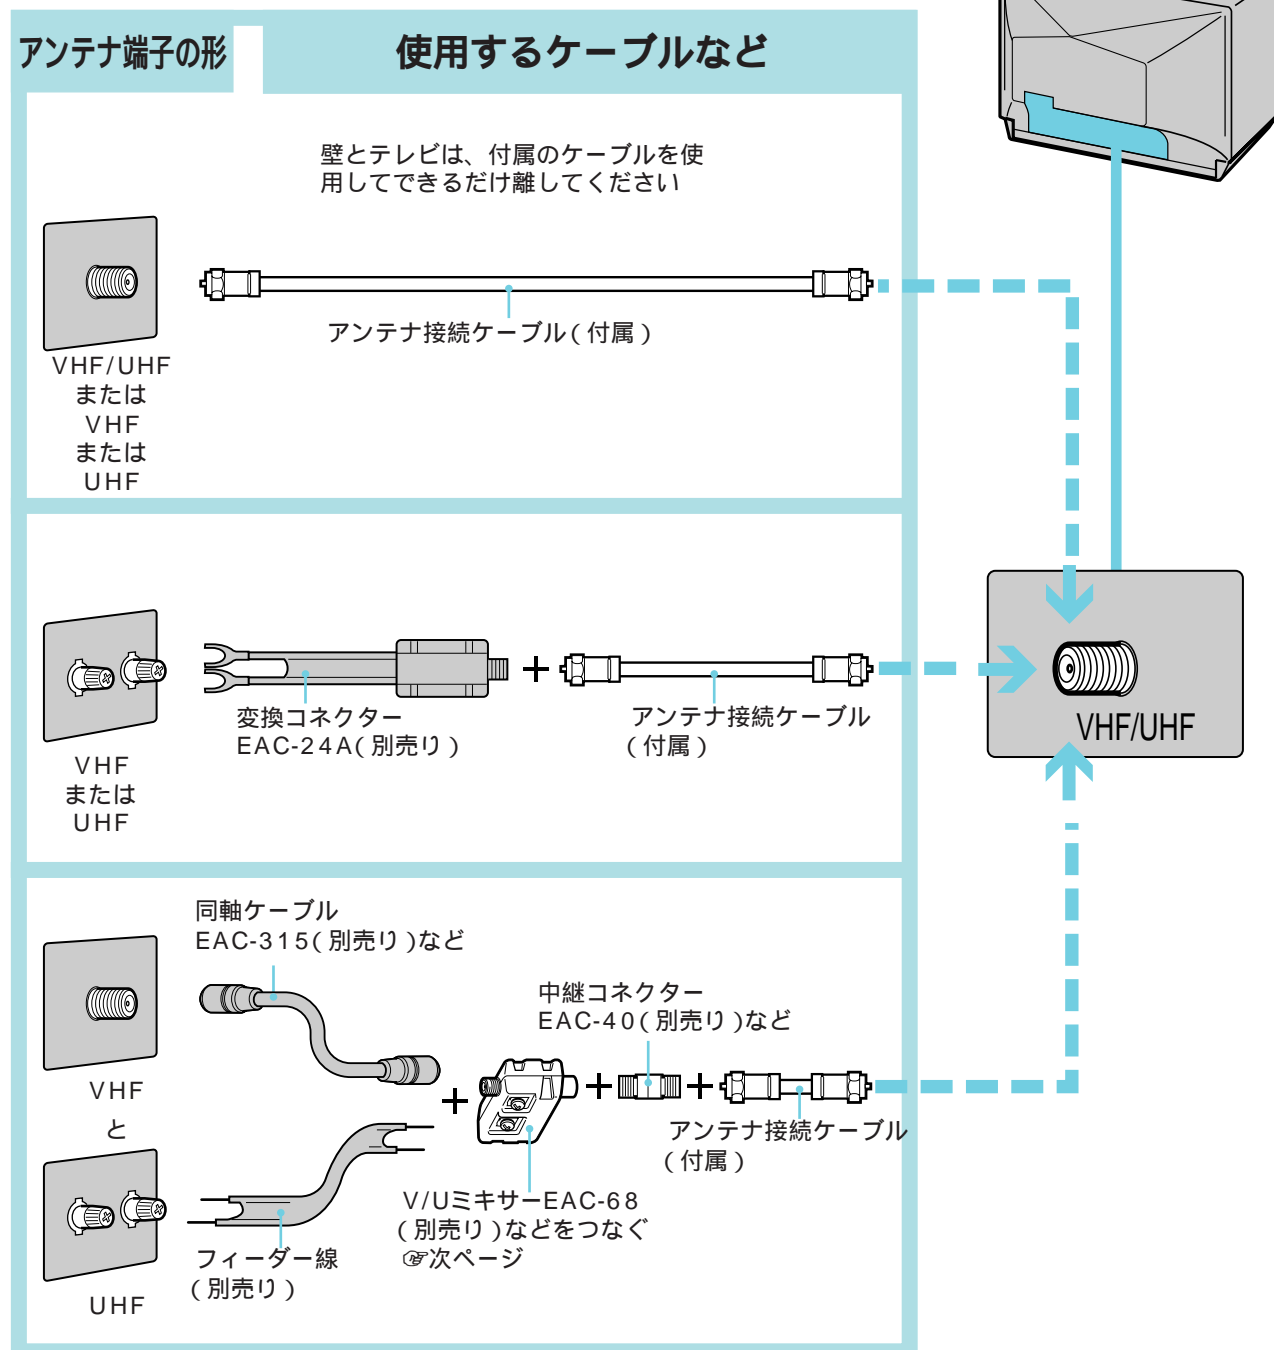 アンテナ端子の形
使用するケーブルなど
壁とテレビは、付属のケーブルを使
用してできるだけ離してください
アンテナ接続ケーブル(付属)
VHF/UHF
または
VHF
または
UHF
変換コネクター
EAC-24A(別売り)
アンテナ接続ケーブル
(付属)
VHF
または
UHF
VHF/UHF
同軸ケーブル
EAC-315(別売り)など
中継コネクター
EAC-40(別売り)など
VHF
と
アンテナ接続ケーブル
(付属)
V/UミキサーEAC-68
(別売り)などをつなぐ
☞次ページ
フィーダー線
(別売り)
UHF